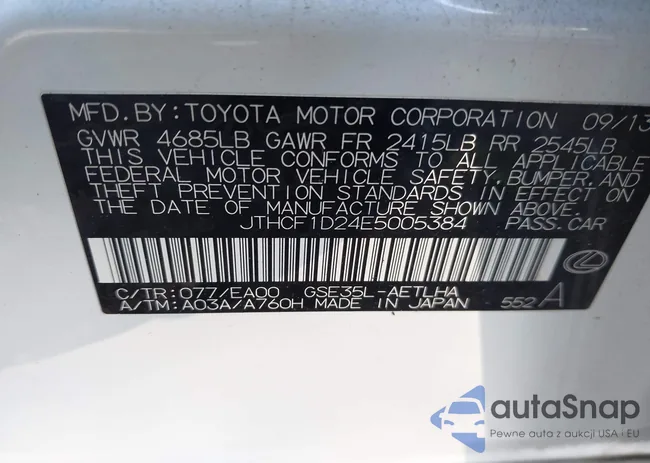 MFD. BY: TOYOTA MOTOR CORPORATION 09/13
GVWR 4685LB GAWR FR 2415LB RR 2545LB
THIS VEHICLE CONFORMS TO ALL APPLICABLE
FEDERAL MOTOR VEHICLE SAFETY, BUMPER, AND
THEFT PREVENTION STANDARDS IN EFFECT ON
THE DATE OF MANUFACTURE SHOWN ABOVE.
JTHCF1D24E5005384 PASS. CAR
C/TR: 077/EA00 GSE35L-AETLHA
A/TM: A03A/A760H MADE IN JAPAN 552 A
autaSnap
Pewne auta z aukcji USA i EU